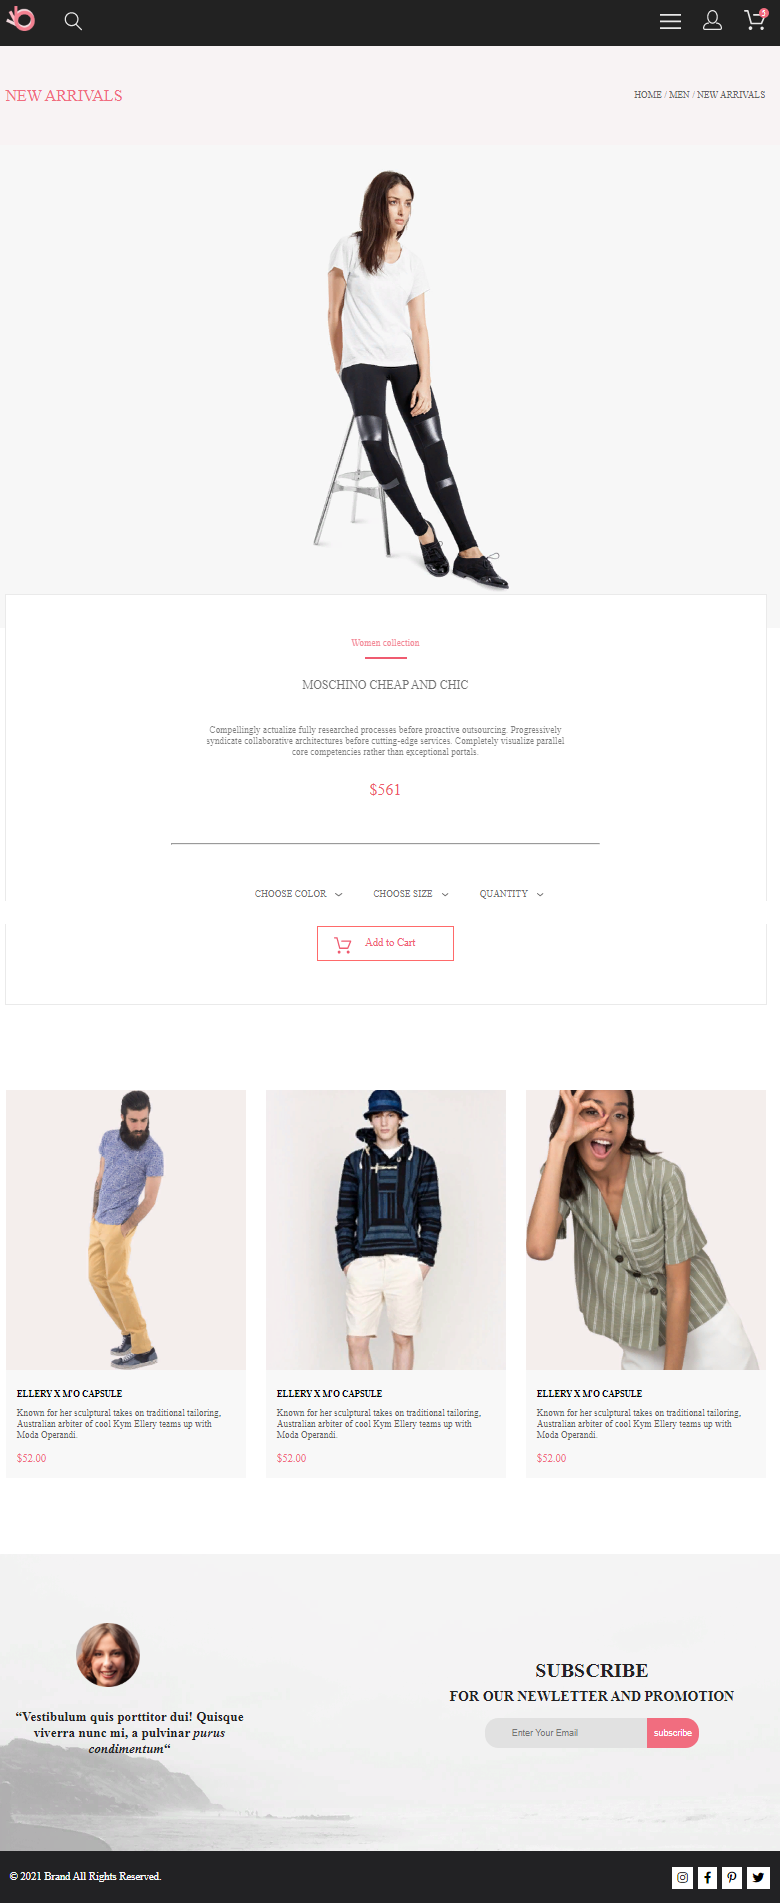 5
NEW ARRIVALS
HOME / MEN / NEW ARRIVALS
Women collection
MOSCHINO CHEAP AND CHIC
Compellingly actualize fully researched processes before proactive outsourcing. Progressively
syndicate collaborative architectures before cutting-edge services. Completely visualize parallel
core competencies rather than exceptional portals.
$561
CHOOSE COLOR
CHOOSE SIZE
QUANTITY
Add to Cart
ELLERY X M'O CAPSULE
Known for her sculptural takes on traditional tailoring,
Australian arbiter of cool Kym Ellery teams up with
Moda Operandi.
$52.00
ELLERY X M'O CAPSULE
Known for her sculptural takes on traditional tailoring,
Australian arbiter of cool Kym Ellery teams up with
Moda Operandi.
$52.00
ELLERY X M'O CAPSULE
Known for her sculptural takes on traditional tailoring,
Australian arbiter of cool Kym Ellery teams up with
Moda Operandi.
$52.00
“Vestibulum quis porttitor dui! Quisque
viverra nunc mi, a pulvinar purus
condimentum“
SUBSCRIBE
FOR OUR NEWLETTER AND PROMOTION
Enter Your Email
subscribe
© 2021 Brand All Rights Reserved.